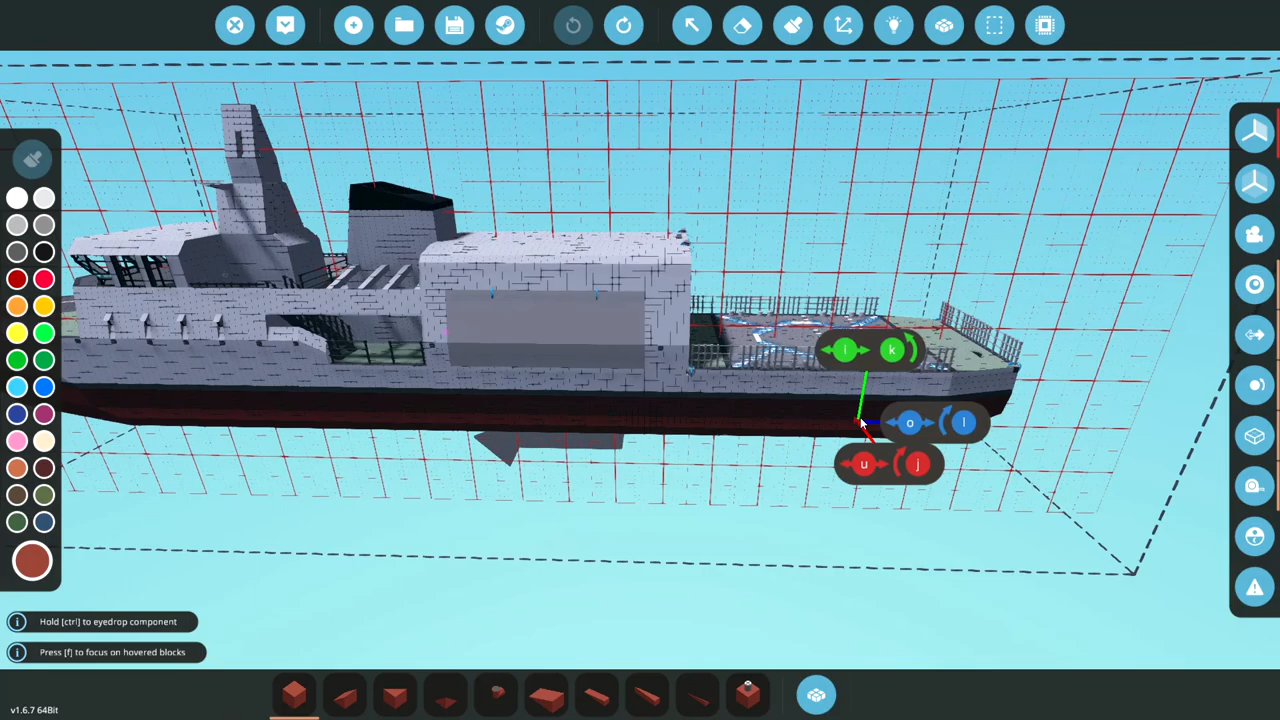 i k
o l
u j
Hold [ctrl] to eyedrop component
Press [f] to focus on hovered blocks
v1.6.7 64Bit